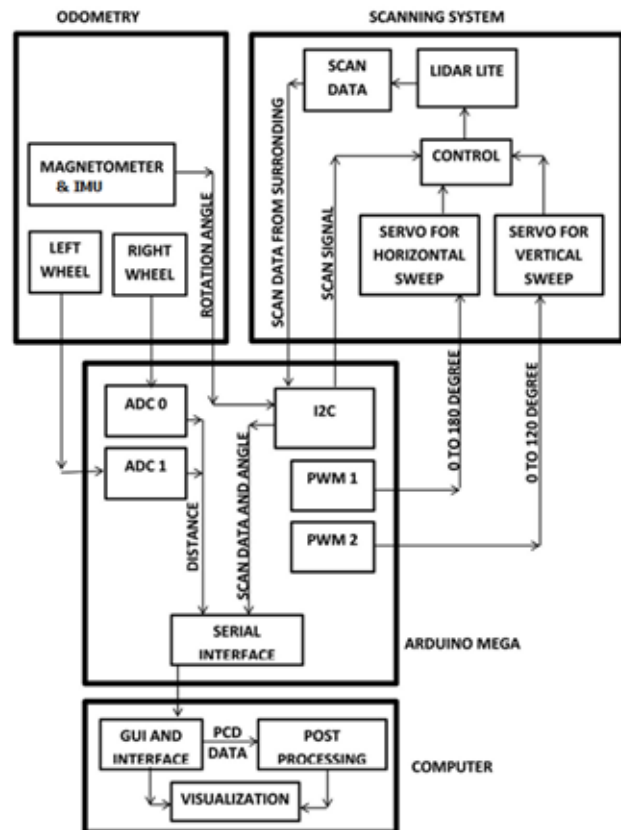 ODOMETRY
SCANNING SYSTEM
SCAN
DATA
LIDAR LITE
CONTROL
MAGNETOMETER
& IMU
LEFT
WHEEL
RIGHT
WHEEL
ROTATION ANGLE
SCAN DATA FROM SURRONDING
SCAN SIGNAL
SERVO FOR
HORIZONTAL
SWEEP
SERVO FOR
VERTICAL
SWEEP
ADC 0
ADC 1
I2C
PWM 1
PWM 2
0 TO 180 DEGREE
0 TO 120 DEGREE
DISTANCE
SCAN DATA AND ANGLE
SERIAL
INTERFACE
ARDUINO MEGA
GUI AND
INTERFACE
PCD
DATA
POST
PROCESSING
VISUALIZATION
COMPUTER